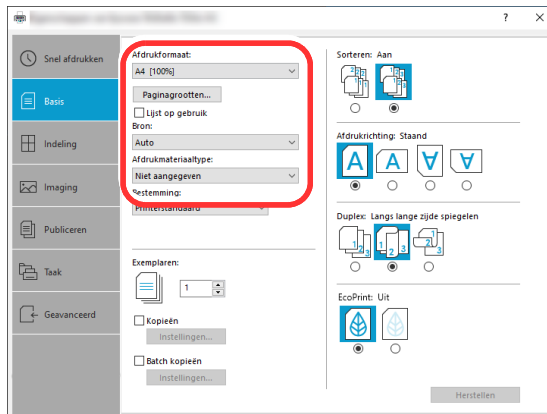 Snel afdrukken
Basis
Indeling
Imaging
Publiceren
Taak
Geavanceerd
Afdrukformaat:
A4 [100%]
Paginagrootten...
Lijst op gebruik
Bron:
Auto
Afdrukmateriaaltype:
Niet aangegeven
Bestemming:
Printerstandaard
Exemplaren:
1
Kopieën
Instellingen...
Batch kopieën
Instellingen...
Sorteren: Aan
Afdrukrichting: Staand
A A A A
Duplex: Langs lange zijde spiegelen
EcoPrint: Uit
Herstellen